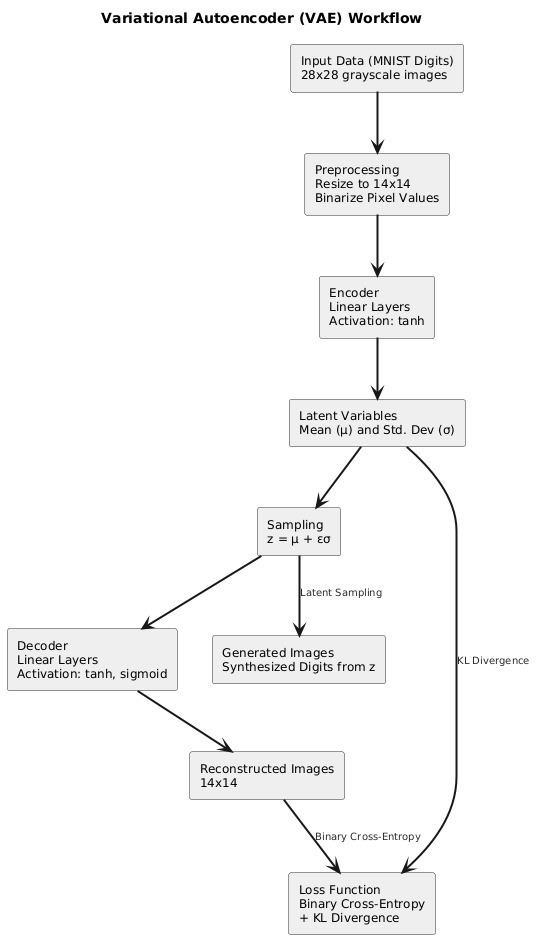 Variational Autoencoder (VAE) Workflow
Input Data (MNIST Digits)
28x28 grayscale images
Preprocessing
Resize to 14x14
Binarize Pixel Values
Encoder
Linear Layers
Activation: tanh
Latent Variables
Mean (μ) and Std. Dev (σ)
Sampling
z = μ + εσ
Latent Sampling
Decoder
Linear Layers
Activation: tanh, sigmoid
Generated Images
Synthesized Digits from z
KL Divergence
Reconstructed Images
14x14
Binary Cross-Entropy
Loss Function
Binary Cross-Entropy
+ KL Divergence